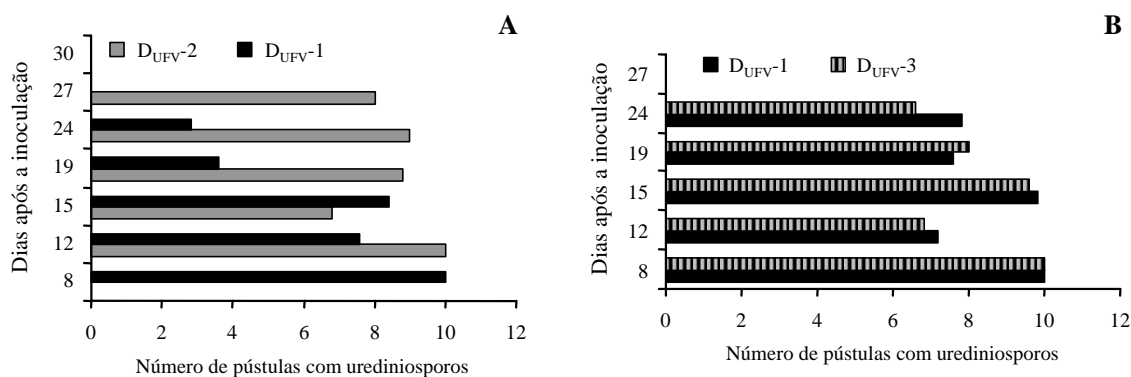 A
D_UFV-2 D_UFV-1
Dias após a inoculação
30
27
24
19
15
12
8
0 2 4 6 8 10 12
Número de pústulas com urediniosporos
B
D_UFV-1 D_UFV-3
Dias após a inoculação
27
24
19
15
12
8
0 2 4 6 8 10 12
Número de pústulas com urediniosporos